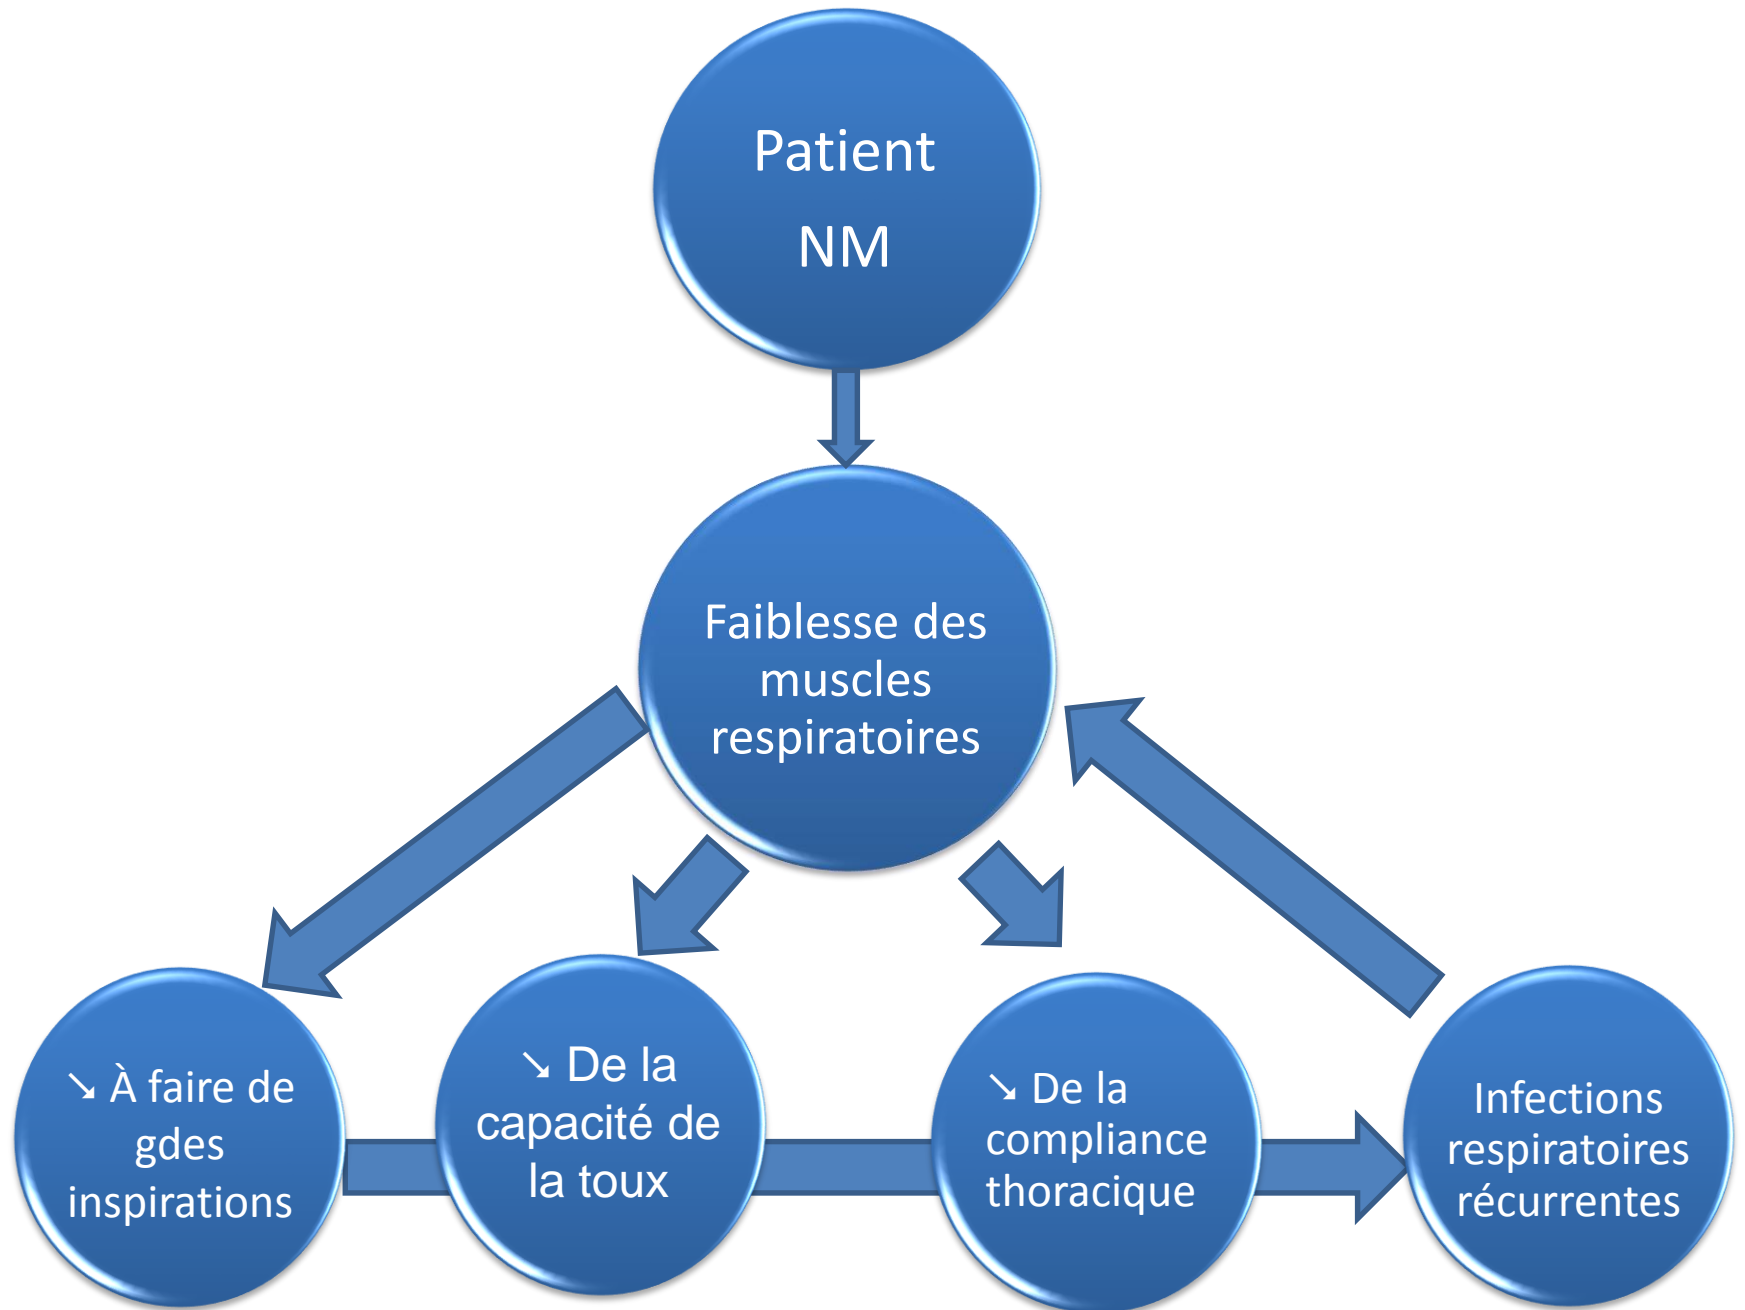 Patient
NM
Faiblesse des
muscles
respiratoires
➘ À faire de
gdes
inspirations
➘ De la
capacité de
la toux
➘ De la
compliance
thoracique
Infections
respiratoires
récurrentes